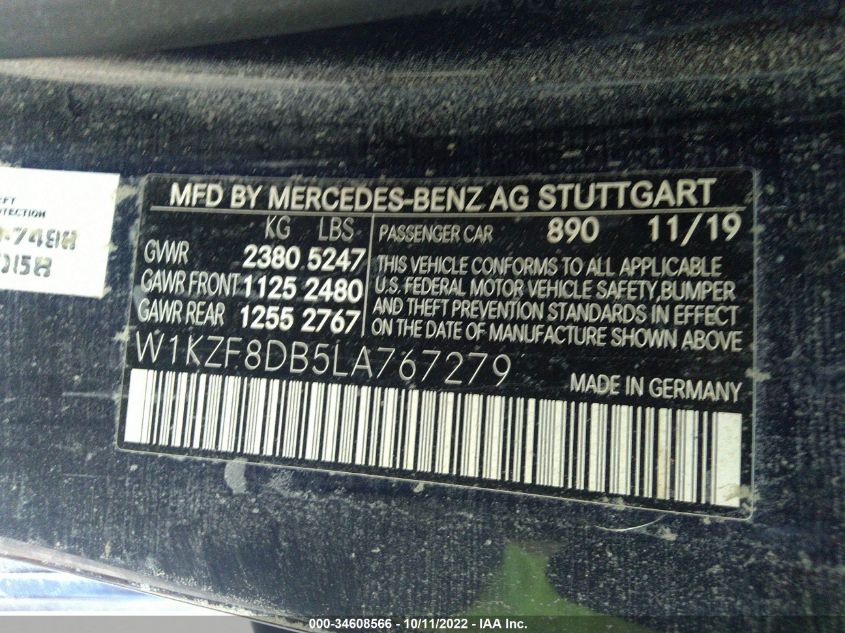 MFD BY MERCEDES-BENZ AG STUTTGART
KG LBS
GVWR 2380 5247
GAWR FRONT 1125 2480
GAWR REAR 1255 2767
PASSENGER CAR 890 11/19
THIS VEHICLE CONFORMS TO ALL APPLICABLE
U.S. FEDERAL MOTOR VEHICLE SAFETY,BUMPER
AND THEFT PREVENTION STANDARDS IN EFFECT
ON THE DATE OF MANUFACTURE SHOWN ABOVE
W1KZF8DB5LA767279
MADE IN GERMANY
000-34608566 - 10/11/2022 - IAA Inc.